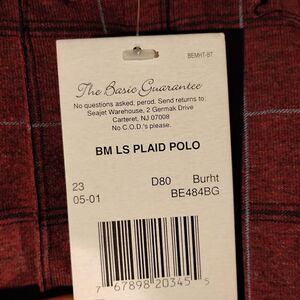 BEMHT-BT
The Basic Guarantee
No questions asked, perod. Send returns to:
Seajet Warehouse, 2 Germak Drive
Carteret, NJ 07008
No C.O.D.'s please.
BM LS PLAID POLO
23 D80 Burht
05-01 BE484BG
7 67898 20345 5